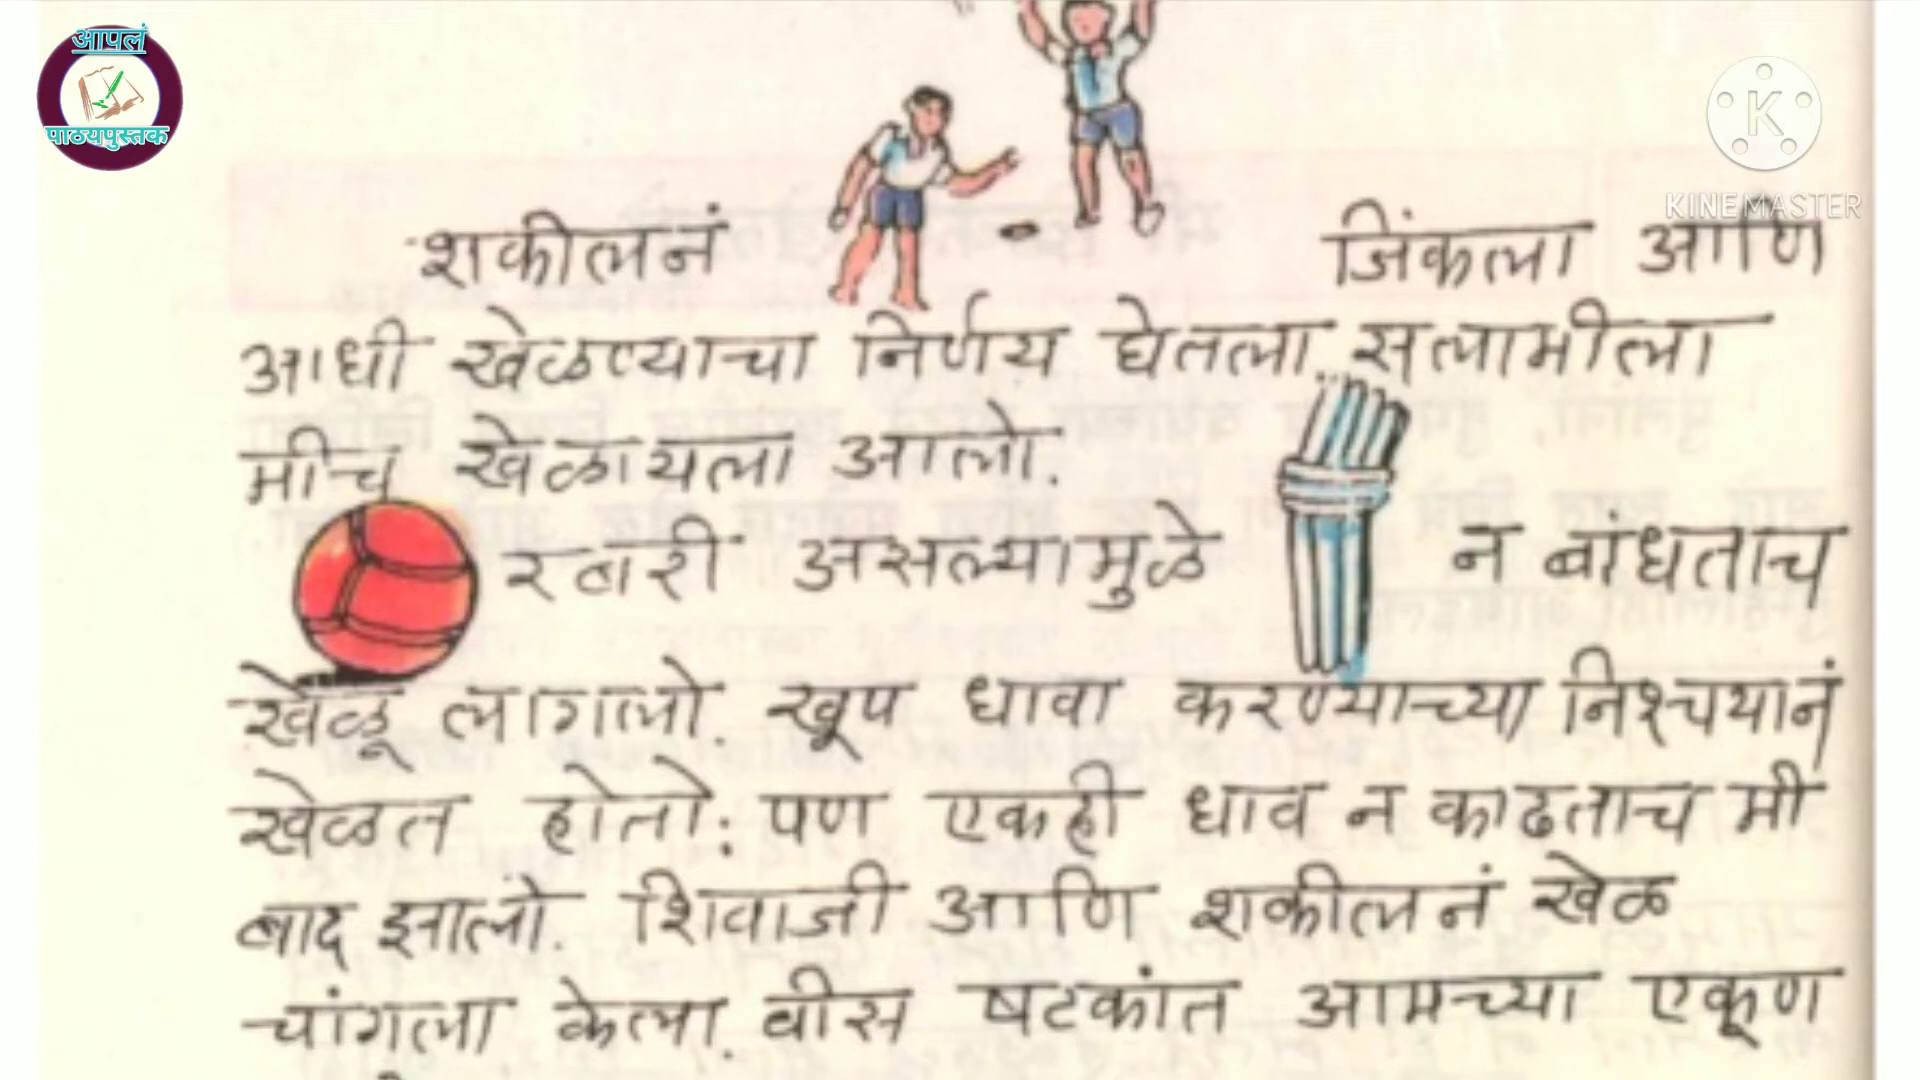 आपलं
पाठ्यपुस्तक
K
KINEMASTER
शकीलनं जिंकला आणि
आधी खेळण्याचा निर्णय घेतला. सलामीला
मीच खेळायला आलो.
रबरी असल्यामुळे न बांधताच
खेळू लागलो. खूप धावा करण्याच्या निश्चयानं
खेळत होतो; पण एकही धाव न काढताच मी
बाद झालो. शिवाजी आणि शकीलनं खेळ
चांगला केला. वीस षटकांत आमच्या एकूण